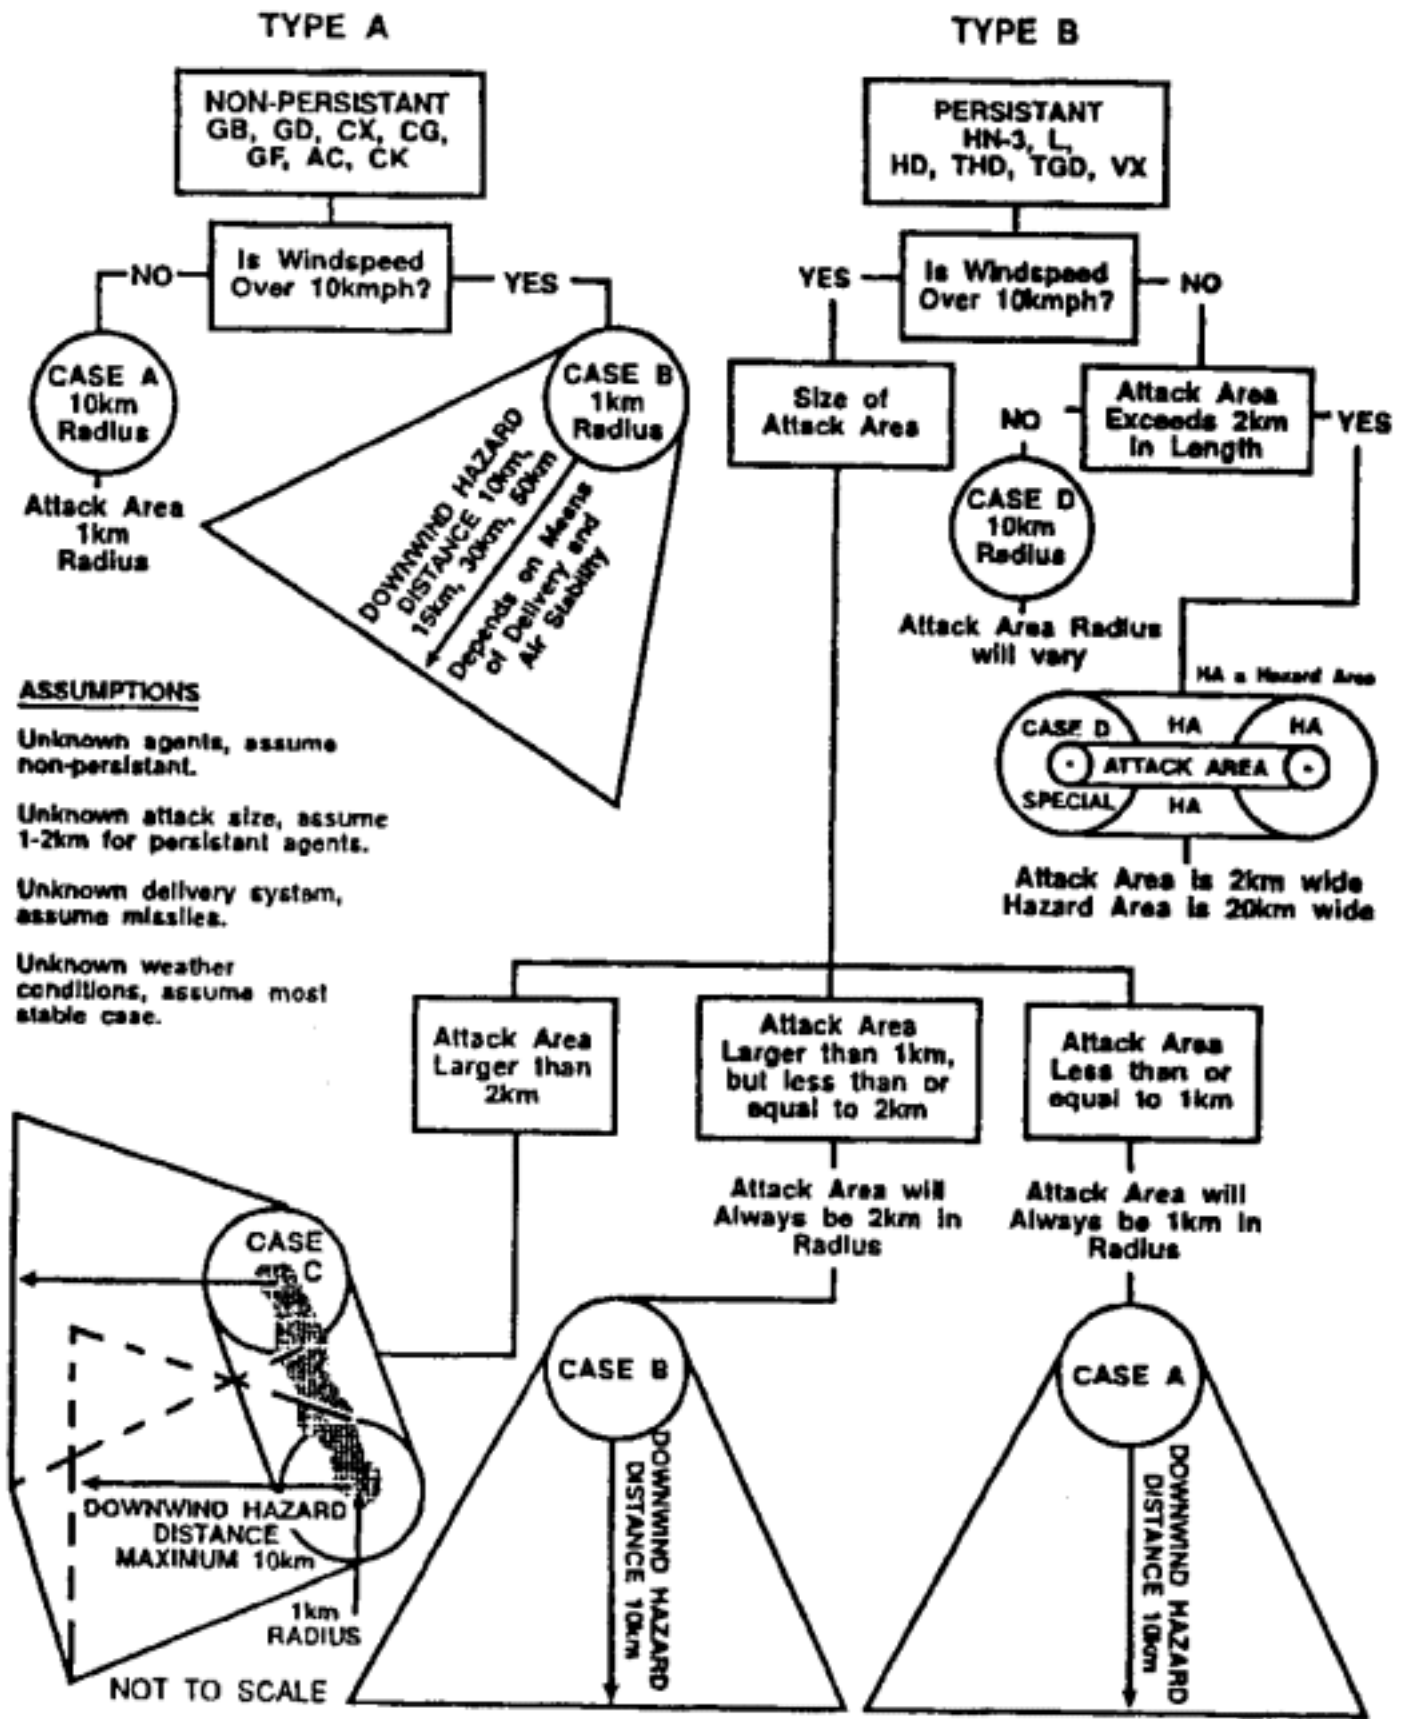 TYPE A
NON-PERSISTANT
GB, GD, CX, CG,
GF, AC, CK
Is Windspeed
Over 10kmph?
NO
YES
CASE A
10km
Radius
Attack Area
1km
Radius
CASE B
1km
Radius
DOWNWIND HAZARD
DISTANCE 10km,
15km, 30km, 50km
Depends on Means
of Delivery and
Air Stability
ASSUMPTIONS
Unknown agents, assume
non-persistant.
Unknown attack size, assume
1-2km for persistant agents.
Unknown delivery system,
assume missiles.
Unknown weather
conditions, assume most
stable case.
TYPE B
PERSISTANT
HN-3, L,
HD, THD, TGD, VX
Is Windspeed
Over 10kmph?
YES
NO
Size of
Attack Area
Attack Area
Exceeds 2km
in Length
NO
YES
CASE D
10km
Radius
Attack Area Radius
will vary
HA = Hazard Area
CASE D
HA
HA
ATTACK AREA
SPECIAL
HA
Attack Area is 2km wide
Hazard Area is 20km wide
Attack Area
Larger than
2km
Attack Area
Larger than 1km,
but less than or
equal to 2km
Attack Area
Less than or
equal to 1km
Attack Area will
Always be 2km in
Radius
Attack Area will
Always be 1km in
Radius
CASE
C
DOWNWIND HAZARD
DISTANCE
MAXIMUM 10km
1km
RADIUS
NOT TO SCALE
CASE B
DOWNWIND HAZARD
DISTANCE 10km
CASE A
DOWNWIND HAZARD
DISTANCE 10km